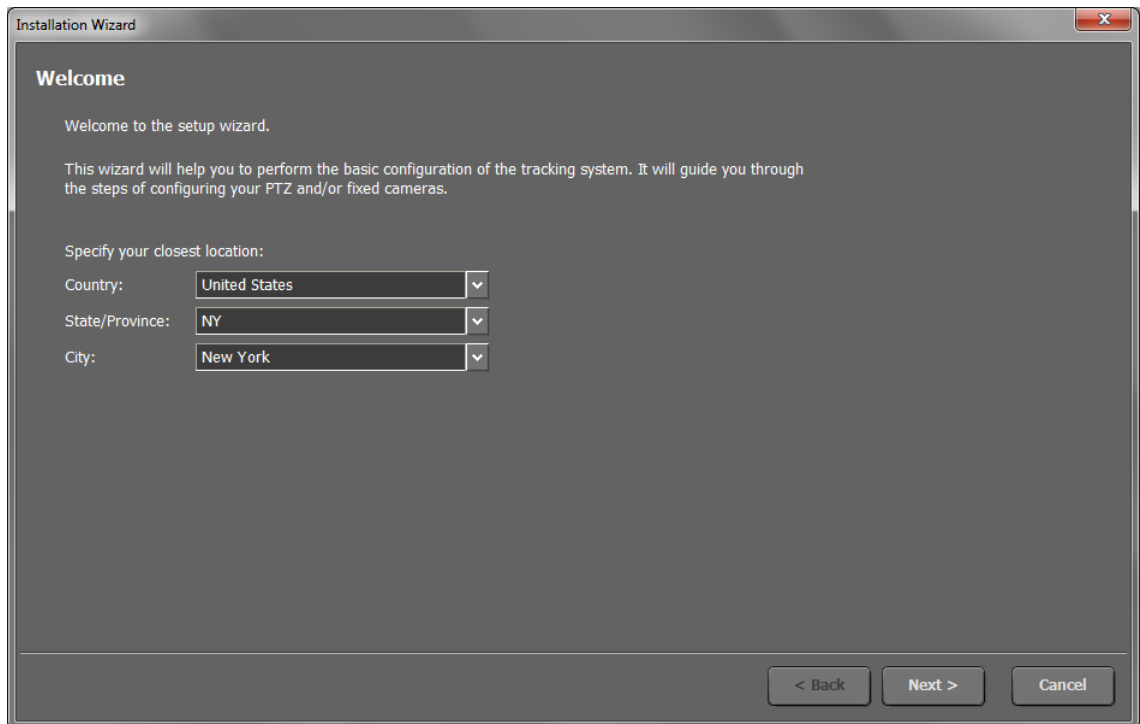 Installation Wizard
Welcome
Welcome to the setup wizard.
This wizard will help you to perform the basic configuration of the tracking system. It will guide you through
the steps of configuring your PTZ and/or fixed cameras.
Specify your closest location:
Country: United States
State/Province: NY
City: New York
< Back Next > Cancel